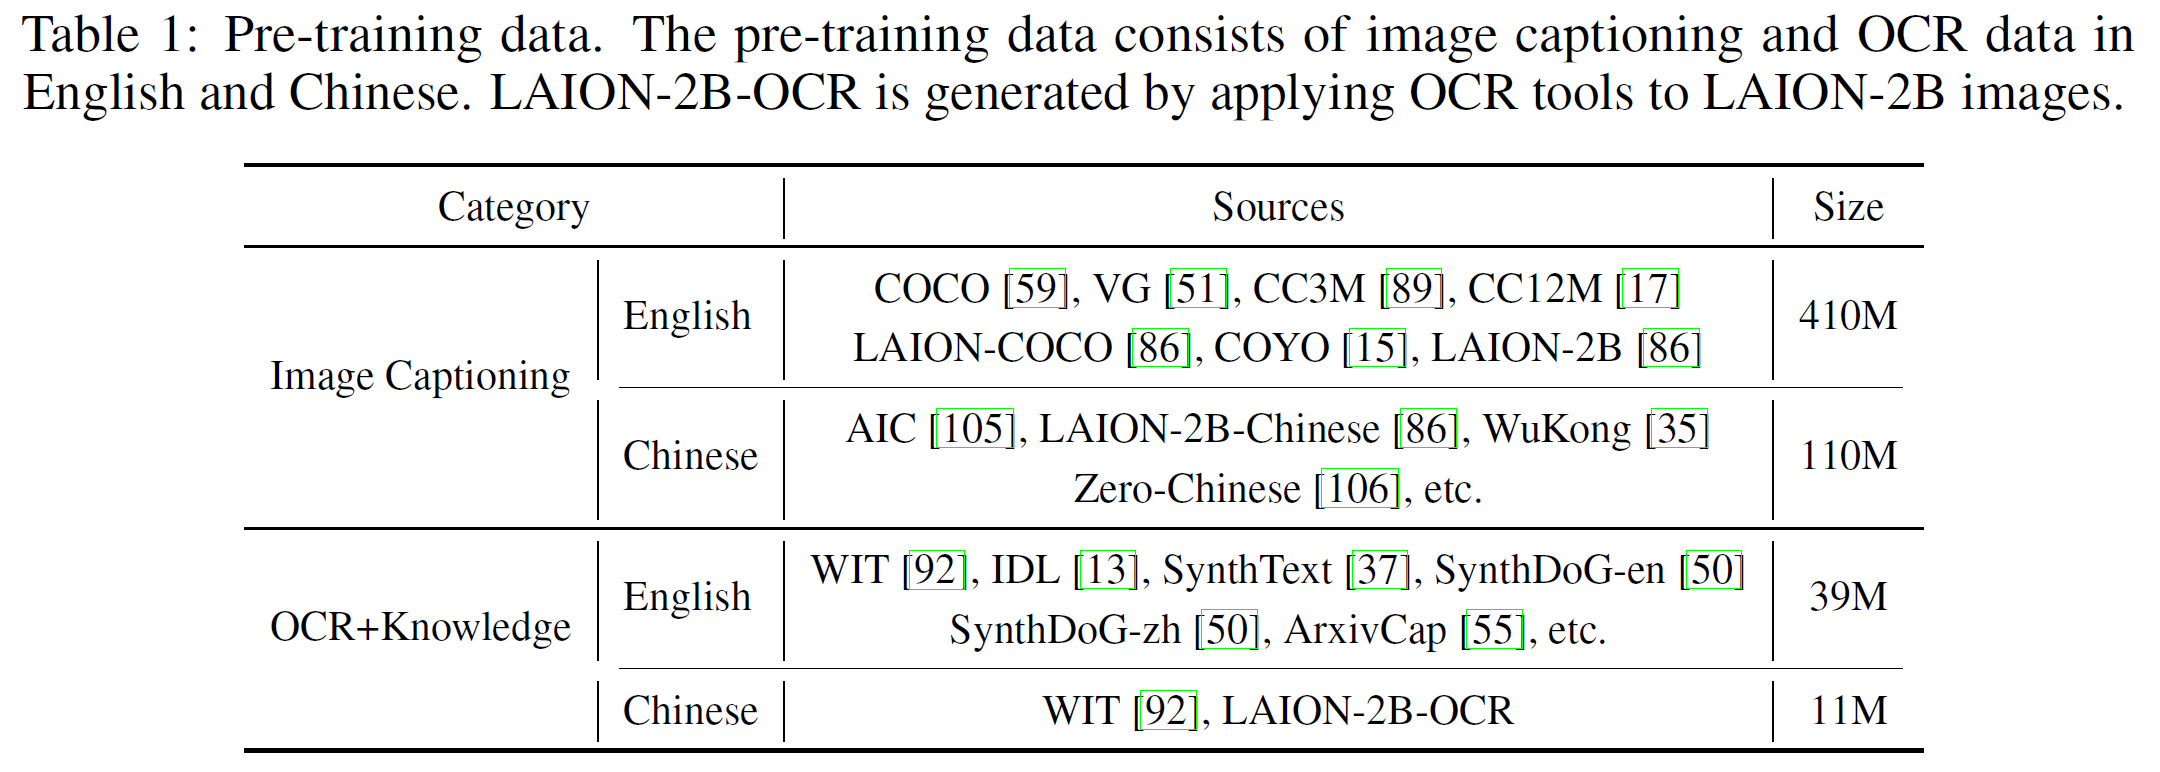 Table 1: Pre-training data. The pre-training data consists of image captioning and OCR data in
English and Chinese. LAION-2B-OCR is generated by applying OCR tools to LAION-2B images.
Category Sources Size
Image Captioning
English
COCO [59], VG [51], CC3M [89], CC12M [17]
LAION-COCO [86], COYO [15], LAION-2B [86]
410M
Chinese
AIC [105], LAION-2B-Chinese [86], WuKong [35]
Zero-Chinese [106], etc.
110M
OCR+Knowledge
English
WIT [92], IDL [13], SynthText [37], SynthDoG-en [50]
SynthDoG-zh [50], ArxivCap [55], etc.
39M
Chinese
WIT [92], LAION-2B-OCR
11M